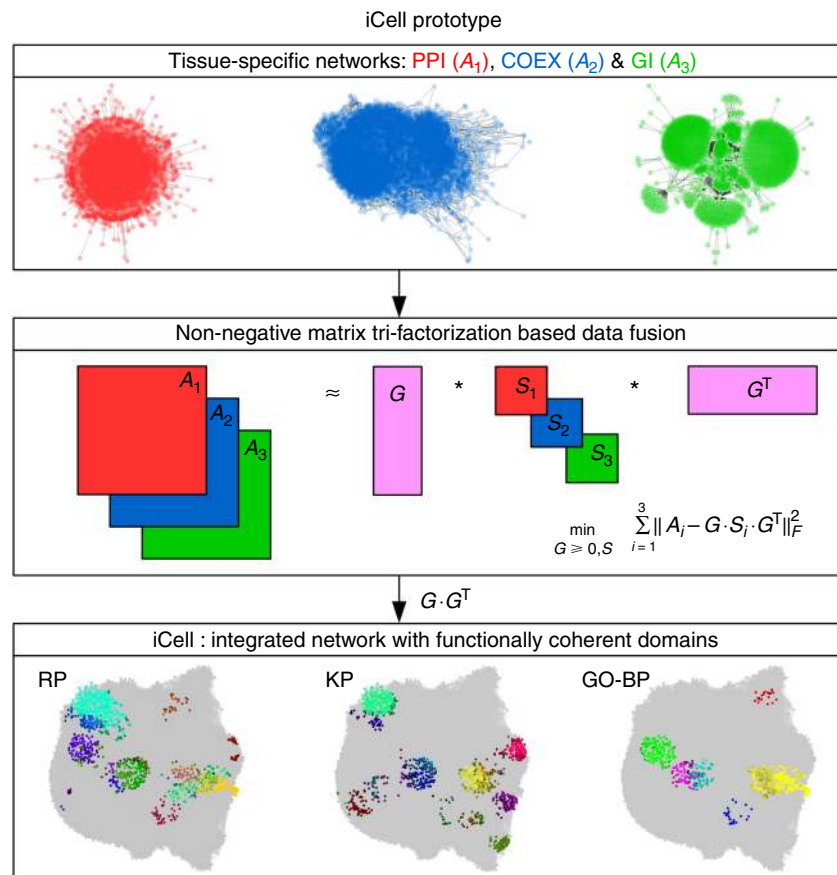 iCell prototype
Tissue-specific networks: PPI (A₁), COEX (A₂) & GI (A₃)
Non-negative matrix tri-factorization based data fusion
A₁
A₂
A₃
≈
G
*
S₁
S₂
S₃
*
Gᵀ
min G ⩾ 0,S 3 ∑ i = 1 ‖ Aᵢ – G · Sᵢ · Gᵀ‖²_F
G·Gᵀ
iCell : integrated network with functionally coherent domains
RP
KP
GO-BP